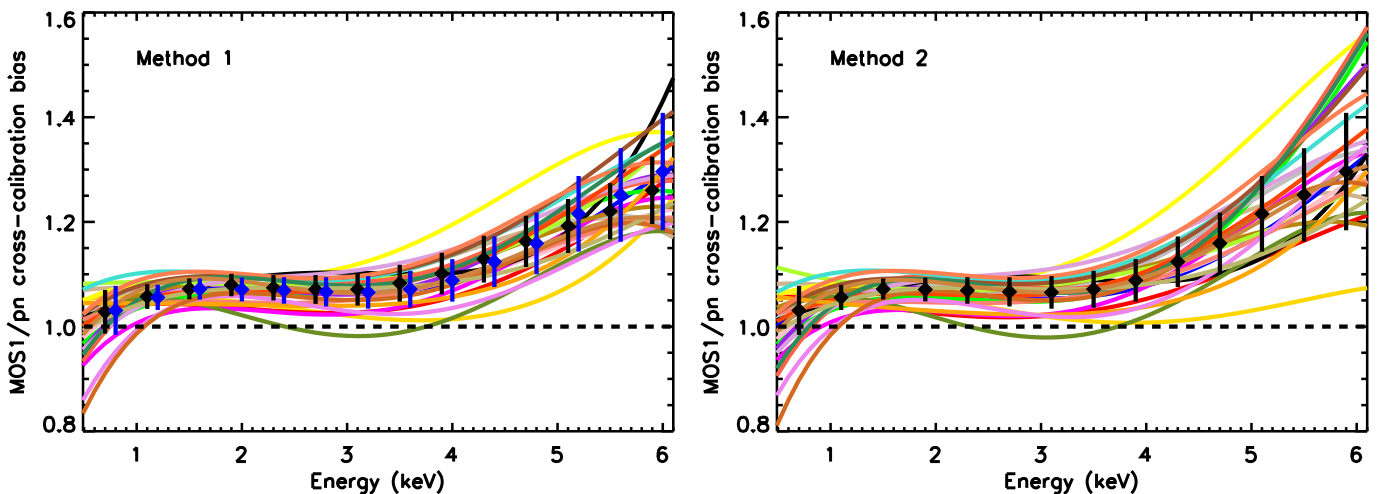 Method 1
MOS1/pn cross-calibration bias
1.6
1.4
1.2
1.0
0.8
1 2 3 4 5 6
Energy (keV)
Method 2
MOS1/pn cross-calibration bias
1.6
1.4
1.2
1.0
0.8
1 2 3 4 5 6
Energy (keV)